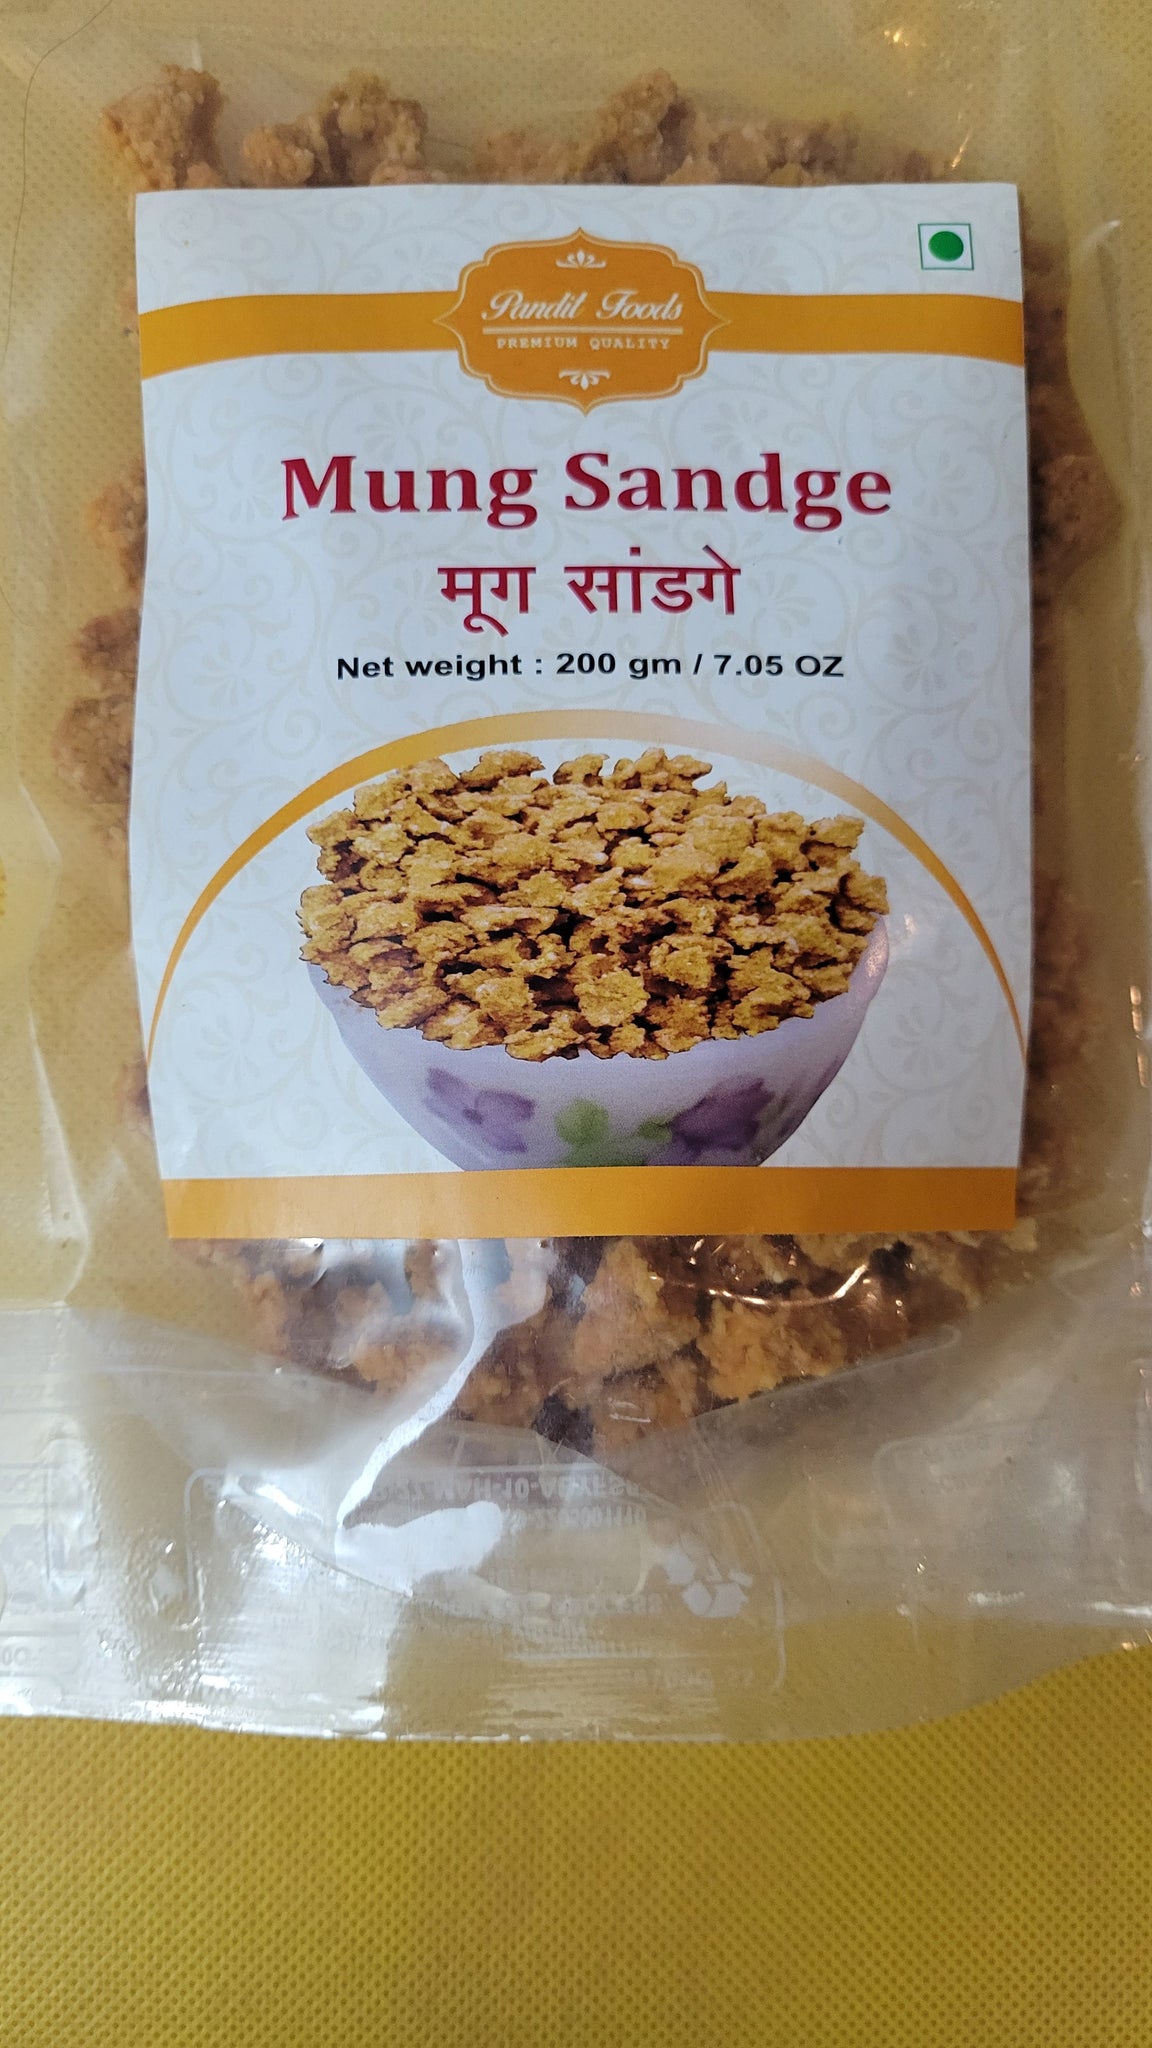 Pandit Foods
PREMIUM QUALITY
Mung Sandge
मूग सांडगे
Net weight : 200 gm / 7.05 OZ